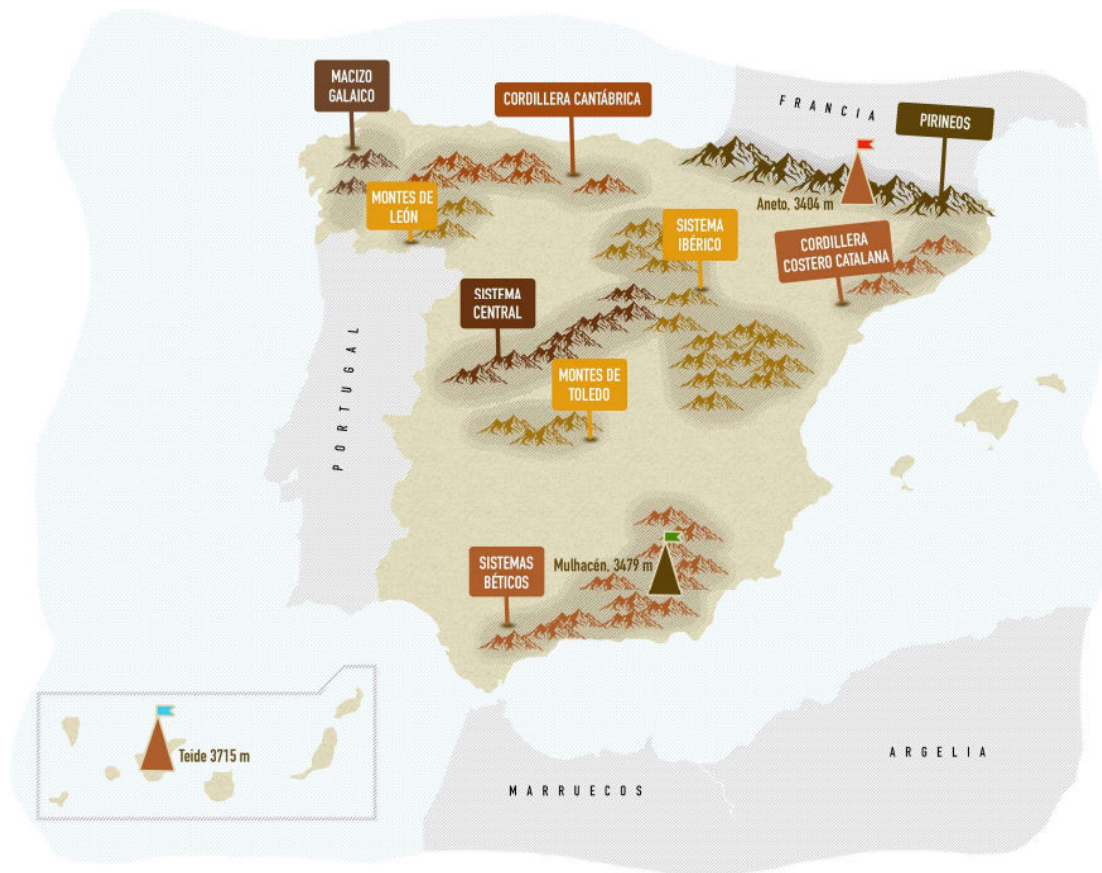 MACIZO
GALAICO
CORDILLERA CANTÁBRICA
FRANCIA
PIRINEOS
MONTES DE
LEÓN
Aneto, 3404 m
SISTEMA
IBÉRICO
CORDILLERA
COSTERO CATALANA
SISTEMA
CENTRAL
PORTUGAL
MONTES DE
TOLEDO
SISTEMAS
BÉTICOS
Mulhacén, 3479 m
Teide 3715 m
ARGELIA
MARRUECOS